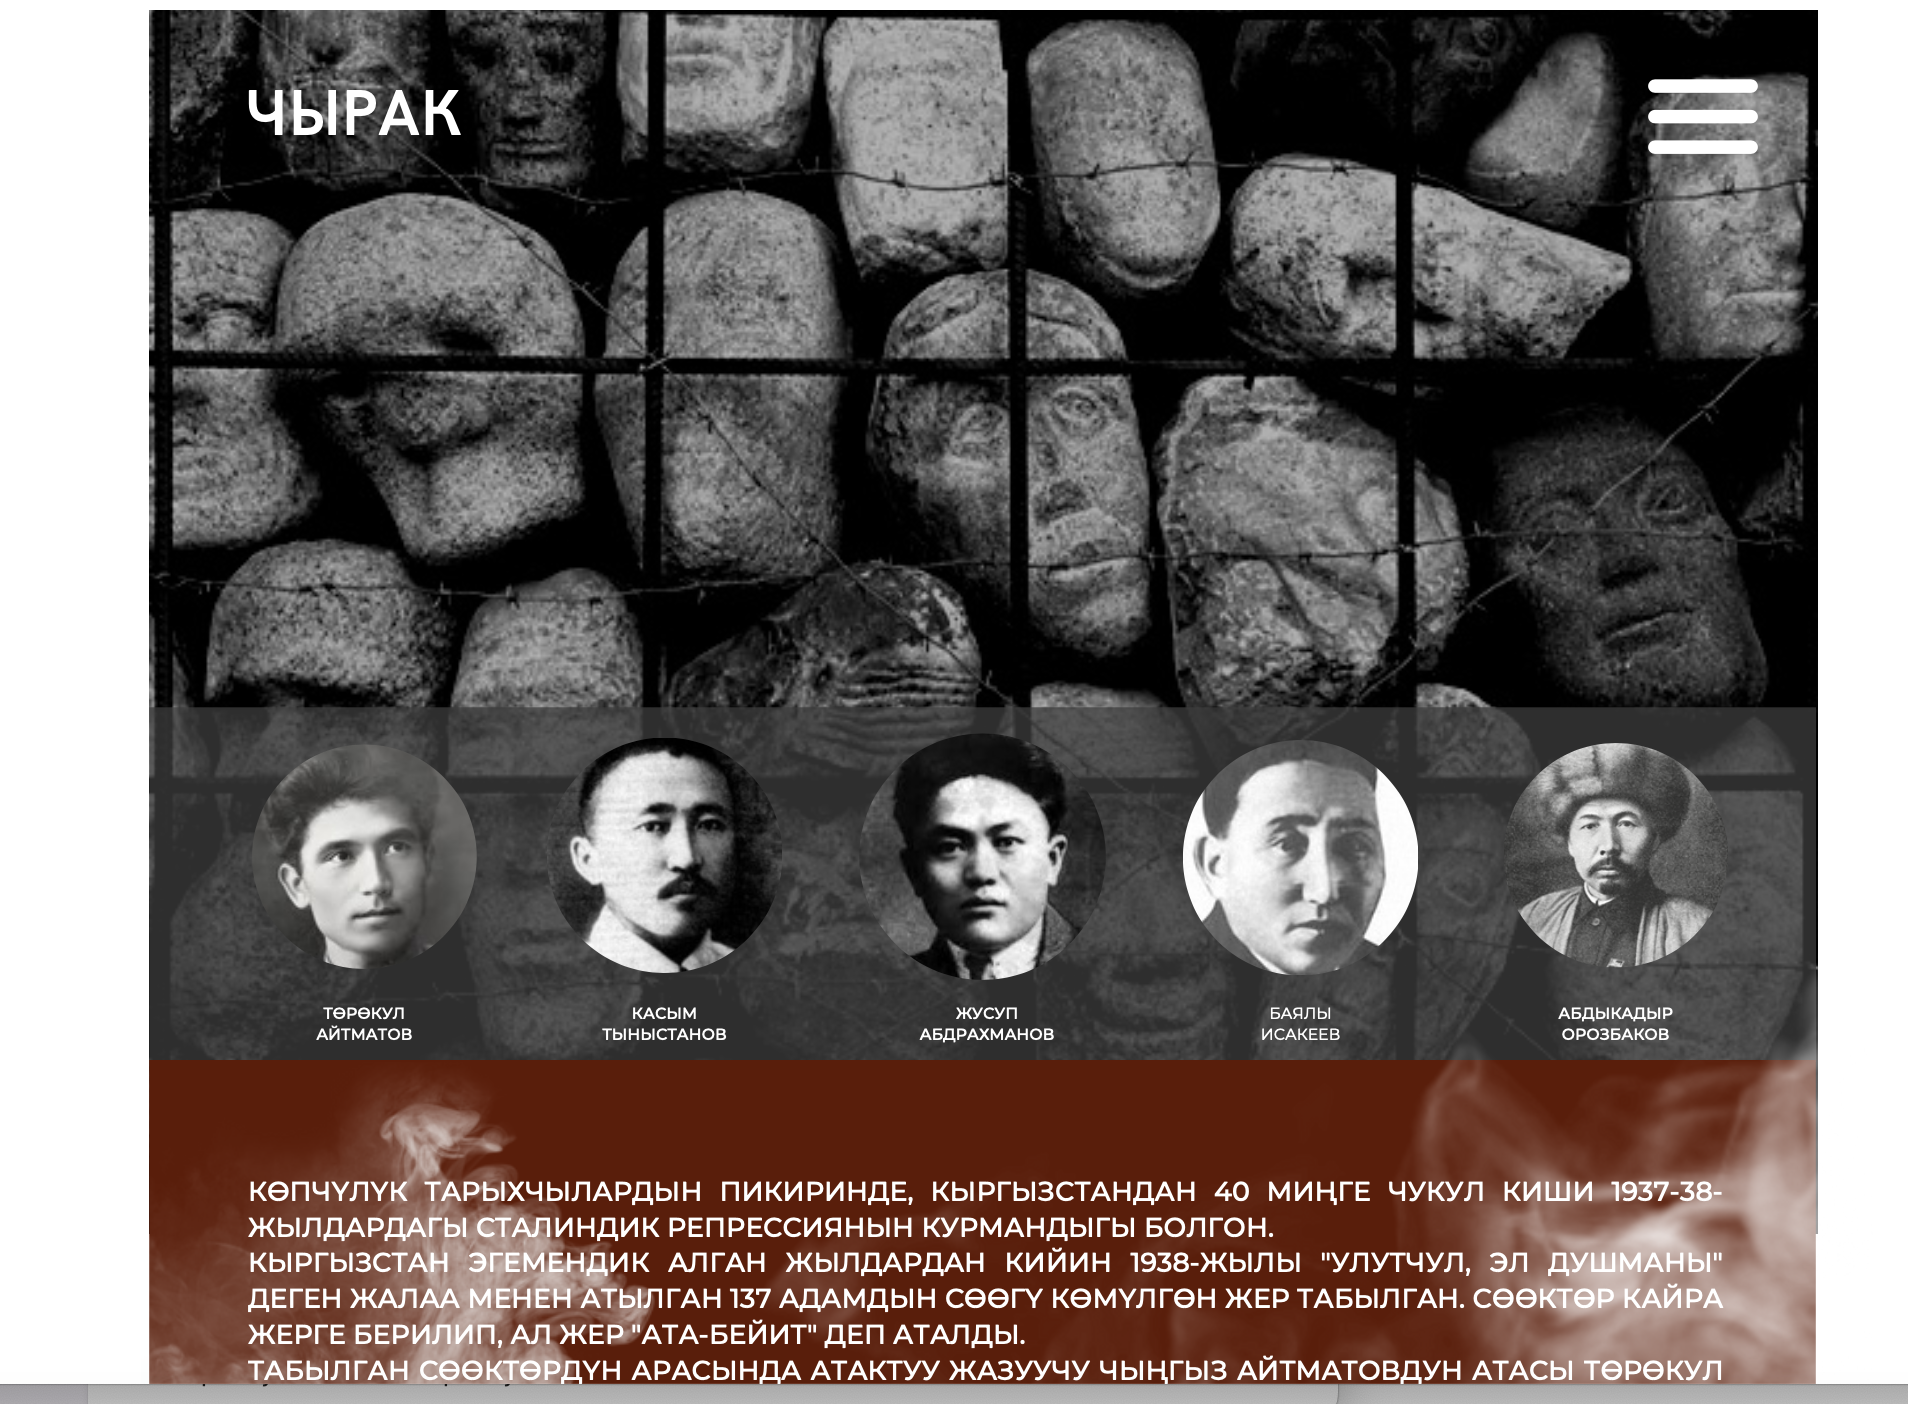 ЧЫРАК
ТӨРӨКУЛ
АЙТМАТОВ
КАСЫМ
ТЫНЫСТАНОВ
ЖУСУП
АБДРАХМАНОВ
БАЯЛЫ
ИСАКЕЕВ
АБДЫКАДЫР
ОРОЗБАКОВ
КӨПЧҮЛҮК ТАРЫХЧЫЛАРДЫН ПИКИРИНДЕ, КЫРГЫЗСТАНДАН 40 МИҢГЕ ЧУКУЛ КИШИ 1937-38-
ЖЫЛДАРДАГЫ СТАЛИНДИК РЕПРЕССИЯНЫН КУРМАНДЫГЫ БОЛГОН.
КЫРГЫЗСТАН ЭГЕМЕНДИК АЛГАН ЖЫЛДАРДАН КИЙИН 1938-ЖЫЛЫ "УЛУТЧУЛ, ЭЛ ДУШМАНЫ"
ДЕГЕН ЖАЛАА МЕНЕН АТЫЛГАН 137 АДАМДЫН СӨӨГҮ КӨМҮЛГӨН ЖЕР ТАБЫЛГАН. СӨӨКТӨР КАЙРА
ЖЕРГЕ БЕРИЛИП, АЛ ЖЕР "АТА-БЕЙИТ" ДЕП АТАЛДЫ.
ТАБЫЛГАН СӨӨКТӨРДҮН АРАСЫНДА АТАКТУУ ЖАЗУУЧУ ЧЫҢГЫЗ АЙТМАТОВДУН АТАСЫ ТӨРӨКУЛ